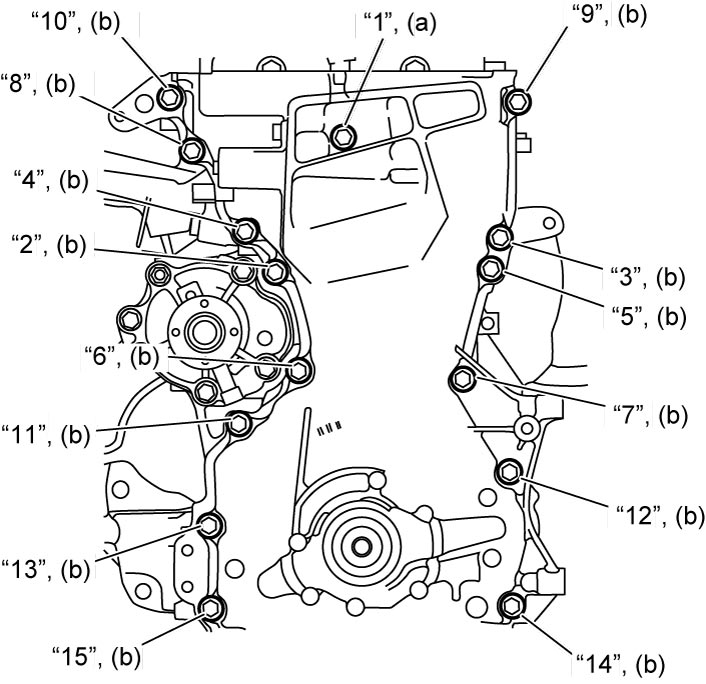 “10”, (b)
“1”, (a)
“9”, (b)
“8”, (b)
“4”, (b)
“2”, (b)
“3”, (b)
“5”, (b)
“6”, (b)
“7”, (b)
“11”, (b)
“12”, (b)
“13”, (b)
“15”, (b)
“14”, (b)